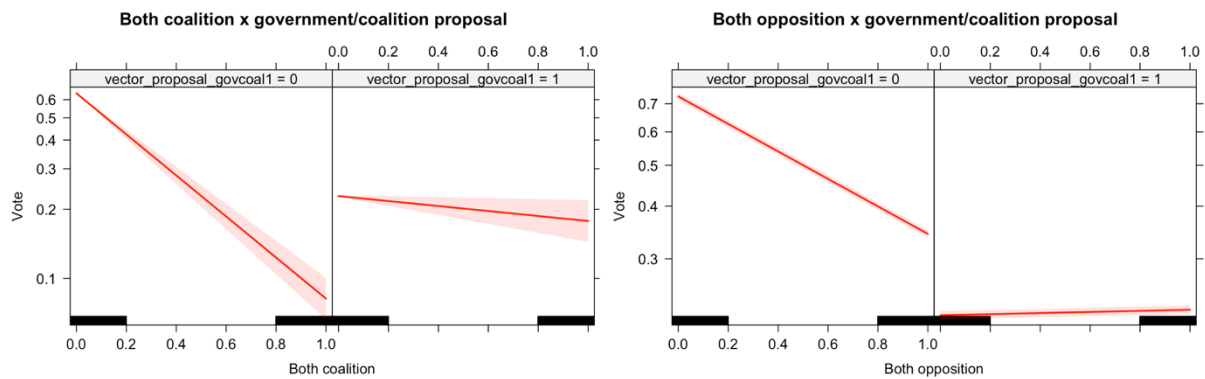 Both coalition x government/coalition proposal
0.0 0.2 0.4 0.6 0.8 1.0
vector_proposal_govcoal1 = 0
vector_proposal_govcoal1 = 1
0.6
0.5
0.4
0.3
0.2
0.1
Vote
0.0 0.2 0.4 0.6 0.8 1.0
Both coalition
Both opposition x government/coalition proposal
0.0 0.2 0.4 0.6 0.8 1.0
vector_proposal_govcoal1 = 0
vector_proposal_govcoal1 = 1
0.7
0.6
0.5
0.4
0.3
Vote
0.0 0.2 0.4 0.6 0.8 1.0
Both opposition